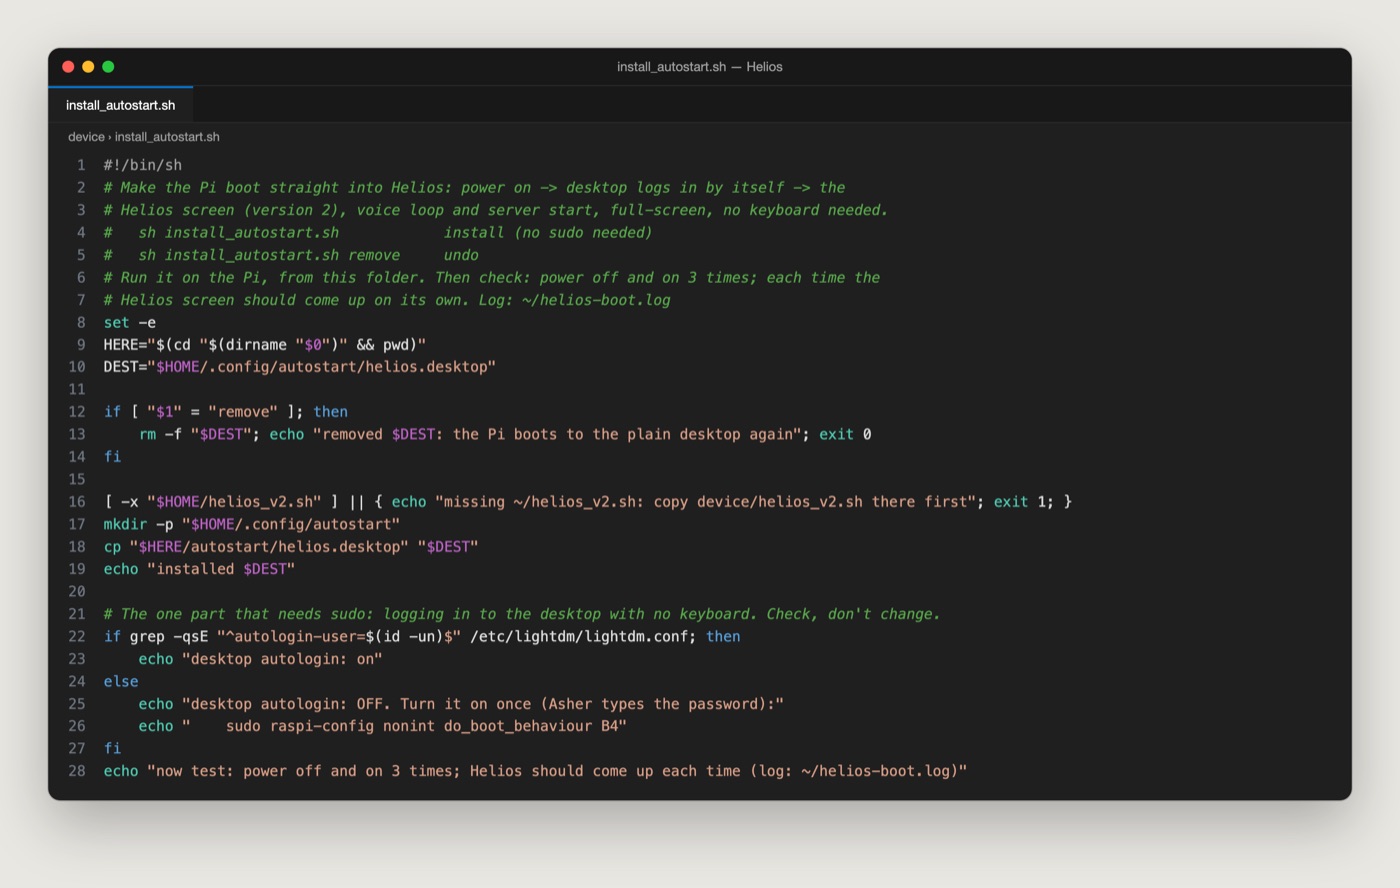 install_autostart.sh — Helios
install_autostart.sh
device › install_autostart.sh
1 #!/bin/sh
2 # Make the Pi boot straight into Helios: power on -> desktop logs in by itself -> the
3 # Helios screen (version 2), voice loop and server start, full-screen, no keyboard needed.
4 #   sh install_autostart.sh            install (no sudo needed)
5 #   sh install_autostart.sh remove     undo
6 # Run it on the Pi, from this folder. Then check: power off and on 3 times; each time the
7 # Helios screen should come up on its own. Log: ~/helios-boot.log
8 set -e
9 HERE="$(cd "$(dirname "$0")" && pwd)"
10 DEST="$HOME/.config/autostart/helios.desktop"
11
12 if [ "$1" = "remove" ]; then
13     rm -f "$DEST"; echo "removed $DEST: the Pi boots to the plain desktop again"; exit 0
14 fi
15
16 [ -x "$HOME/helios_v2.sh" ] || { echo "missing ~/helios_v2.sh: copy device/helios_v2.sh there first"; exit 1; }
17 mkdir -p "$HOME/.config/autostart"
18 cp "$HERE/autostart/helios.desktop" "$DEST"
19 echo "installed $DEST"
20
21 # The one part that needs sudo: logging in to the desktop with no keyboard. Check, don't change.
22 if grep -qsE "^autologin-user=$(id -un)$" /etc/lightdm/lightdm.conf; then
23     echo "desktop autologin: on"
24 else
25     echo "desktop autologin: OFF. Turn it on once (Asher types the password):"
26     echo "    sudo raspi-config nonint do_boot_behaviour B4"
27 fi
28 echo "now test: power off and on 3 times; Helios should come up each time (log: ~/helios-boot.log)"